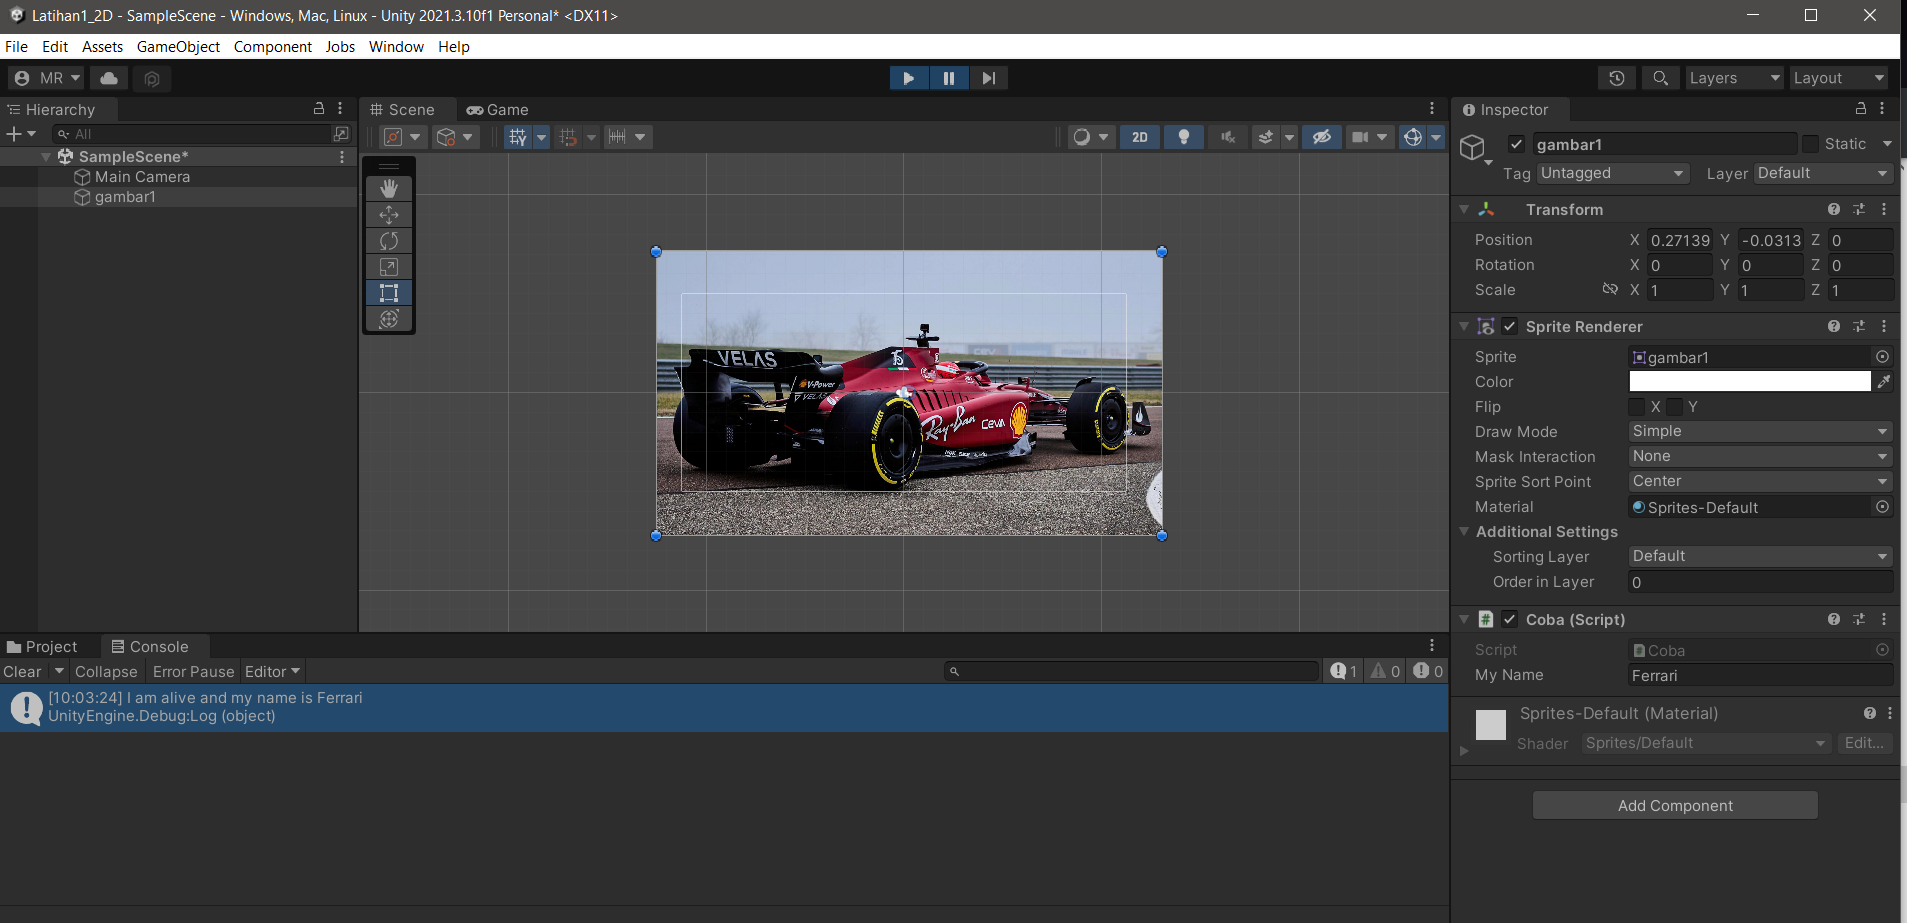 Latihan1_2D - SampleScene - Windows, Mac, Linux - Unity 2021.3.10f1 Personal* <DX11>
File Edit Assets GameObject Component Jobs Window Help
MR
Layers Layout
Hierarchy
All
SampleScene*
Main Camera
gambar1
Scene Game
2D
VELAS
V-Power
VELAS
Ray-Ban
CEVA
Inspector
gambar1 Static
Tag Untagged Layer Default
Transform
Position X 0.27139 Y -0.0313 Z 0
Rotation X 0 Y 0 Z 0
Scale X 1 Y 1 Z 1
Sprite Renderer
Sprite gambar1
Color
Flip X Y
Draw Mode Simple
Mask Interaction None
Sprite Sort Point Center
Material Sprites-Default
Additional Settings
Sorting Layer Default
Order in Layer 0
# Coba (Script)
Script # Coba
My Name Ferrari
Sprites-Default (Material)
Shader Sprites/Default Edit...
Add Component
Project Console
Clear Collapse Error Pause Editor 1 0 0
[10:03:24] I am alive and my name is Ferrari
UnityEngine.Debug:Log (object)